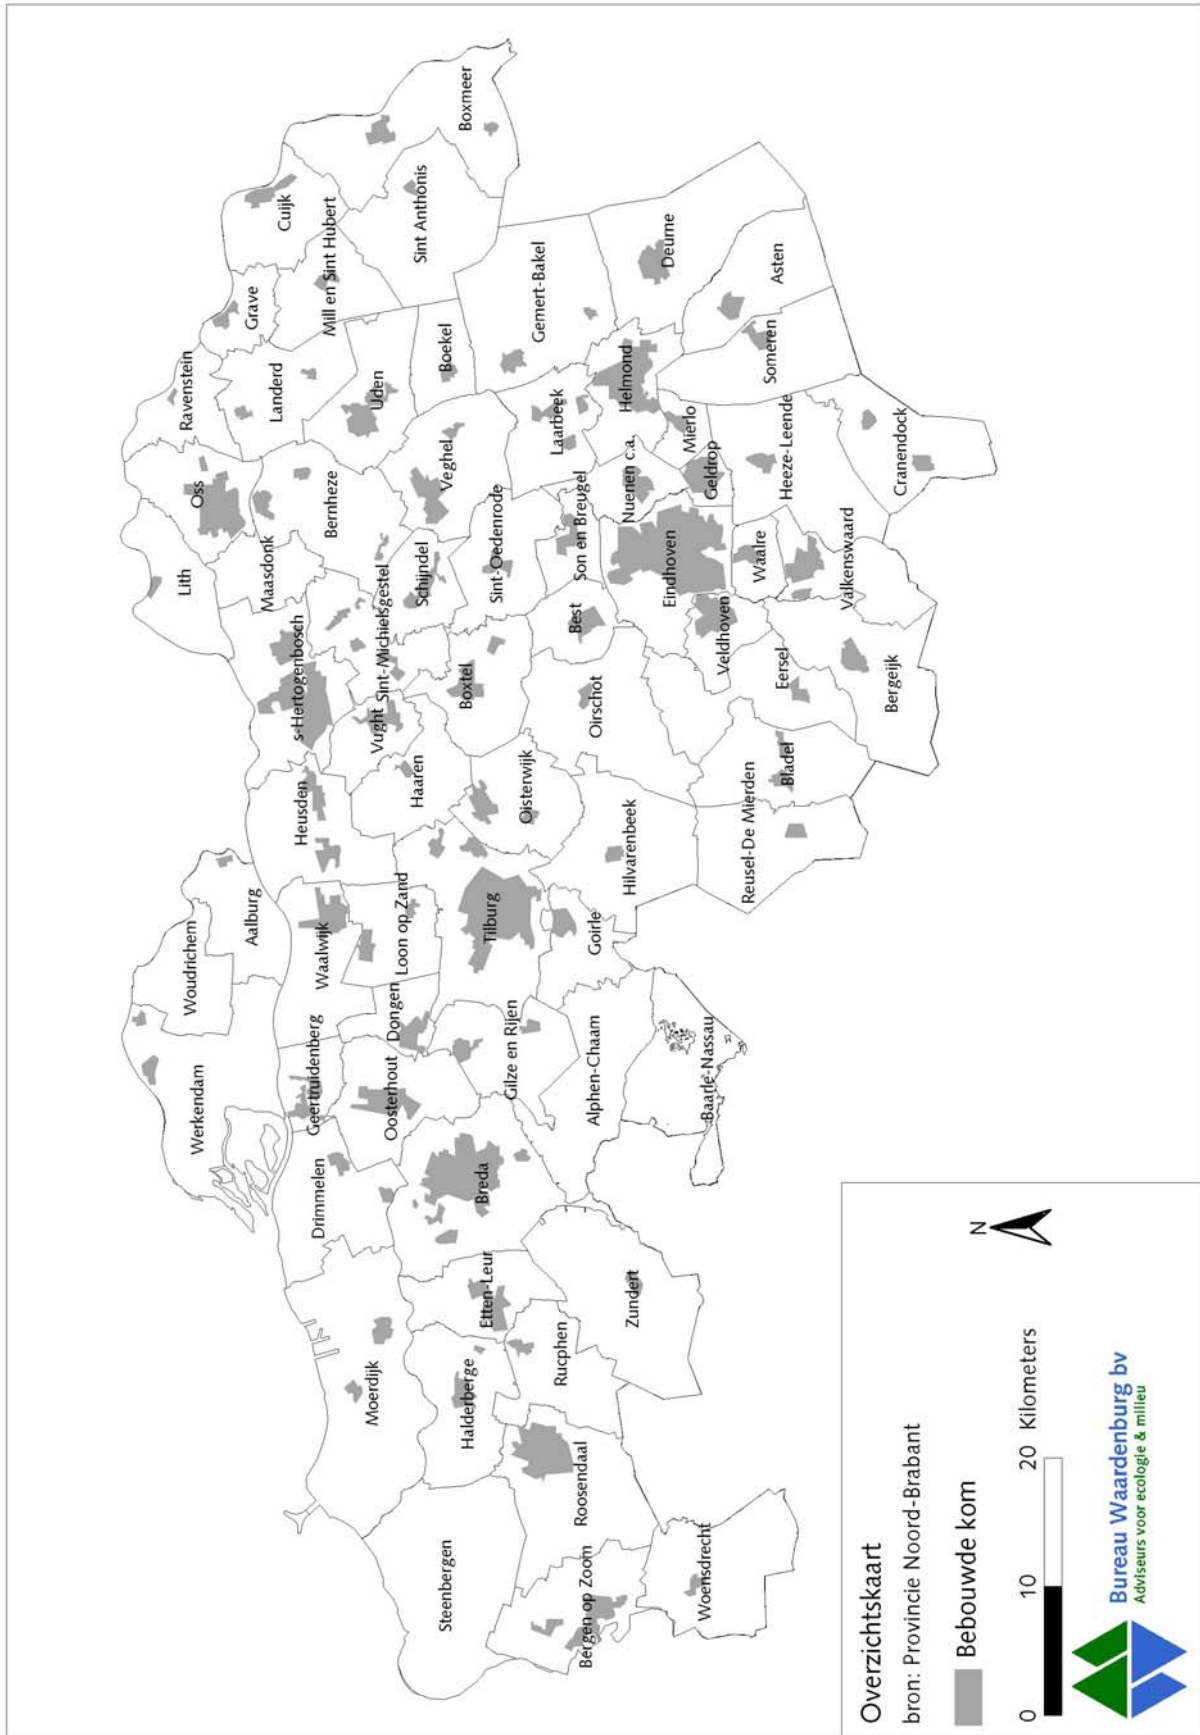 Werkendam
Woudrichem
Aalburg
Lith
Oss
Ravenstein
Maasdonk
Landerd
Grave
Cuijk
Moerdijk
Drimmelen
Geertruidenberg
Waalwijk
Heusden
s-Hertogenbosch
Bernheze
Uden
Mill en Sint Hubert
Boxmeer
Steenbergen
Halderberge
Etten-Leur
Breda
Oosterhout
Dongen
Loon op Zand
Haaren
Vught
Sint-Michielsgestel
Schijndel
Veghel
Boekel
Sint Anthonis
Bergen op Zoom
Roosendaal
Rucphen
Gilze en Rijen
Tilburg
Oisterwijk
Boxtel
Sint-Oedenrode
Laarbeek
Gemert-Bakel
Woensdrecht
Zundert
Alphen-Chaam
Goirle
Hilvarenbeek
Oirschot
Best
Son en Breugel
Nuenen c.a.
Helmond
Deurne
Baarle-Nassau
Reusel-De Mierden
Bladel
Eersel
Veldhoven
Eindhoven
Geldrop
Mierlo
Asten
Someren
Waalre
Heeze-Leende
Valkenswaard
Bergeijk
Cranendock
Overzichtskaart
bron: Provincie Noord-Brabant
Bebouwde kom
N
0 10 20 Kilometers
Bureau Waardenburg bv
Adviseurs voor ecologie & milieu